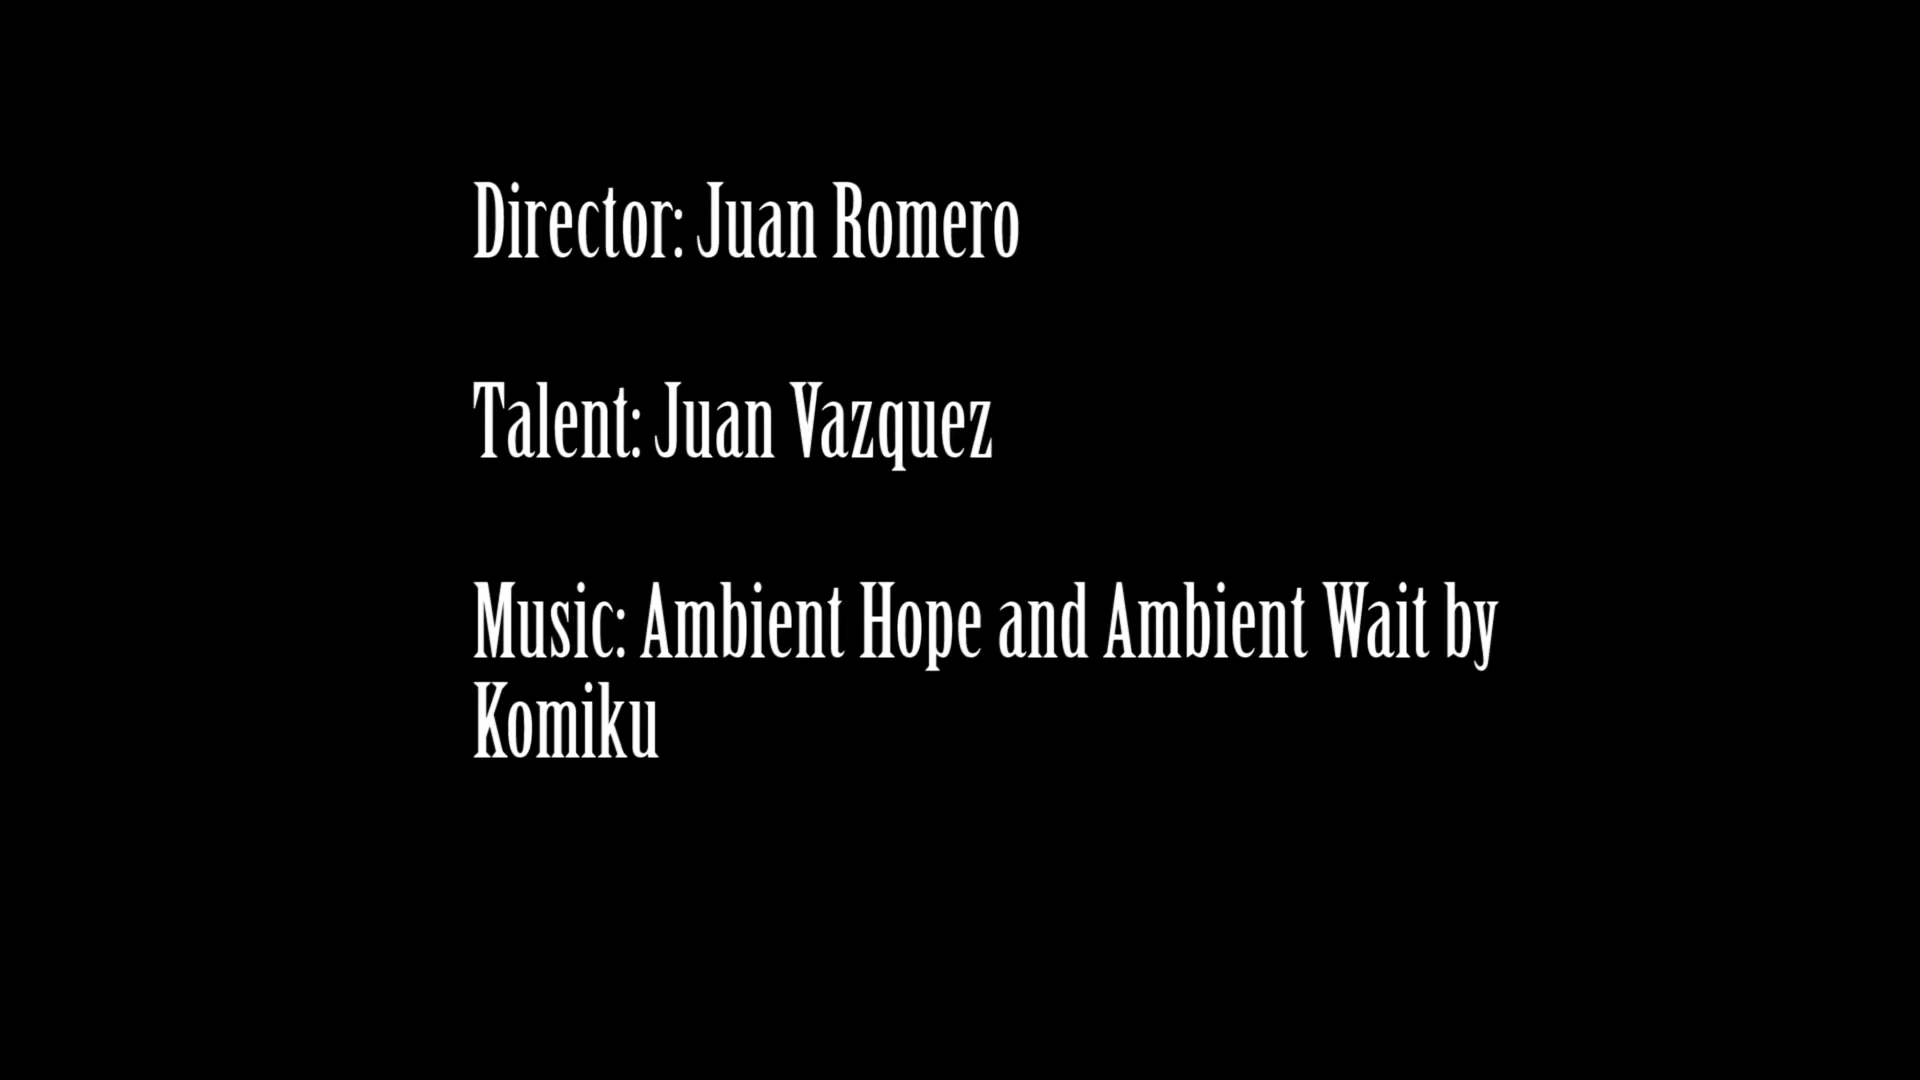 Director: Juan Romero
Talent: Juan Vazquez
Music: Ambient Hope and Ambient Wait by
Komiku